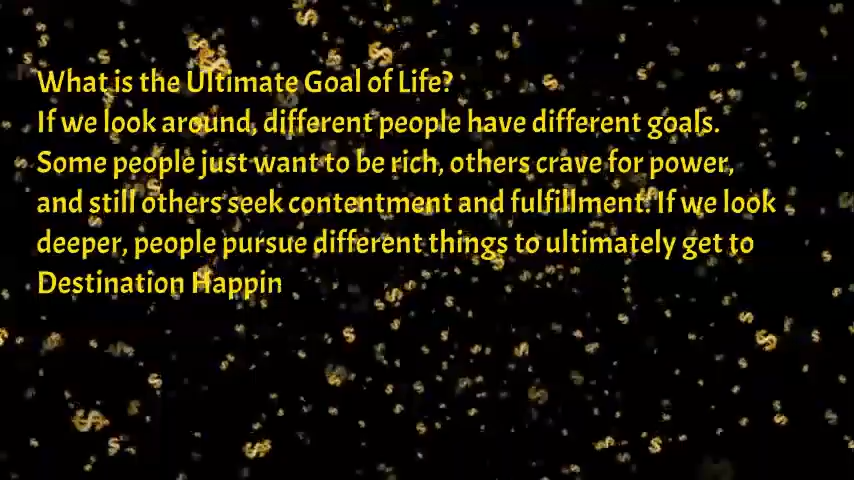 What is the Ultimate Goal of Life?
If we look around, different people have different goals.
Some people just want to be rich, others crave for power,
and still others seek contentment and fulfillment. If we look
deeper, people pursue different things to ultimately get to
Destination Happin